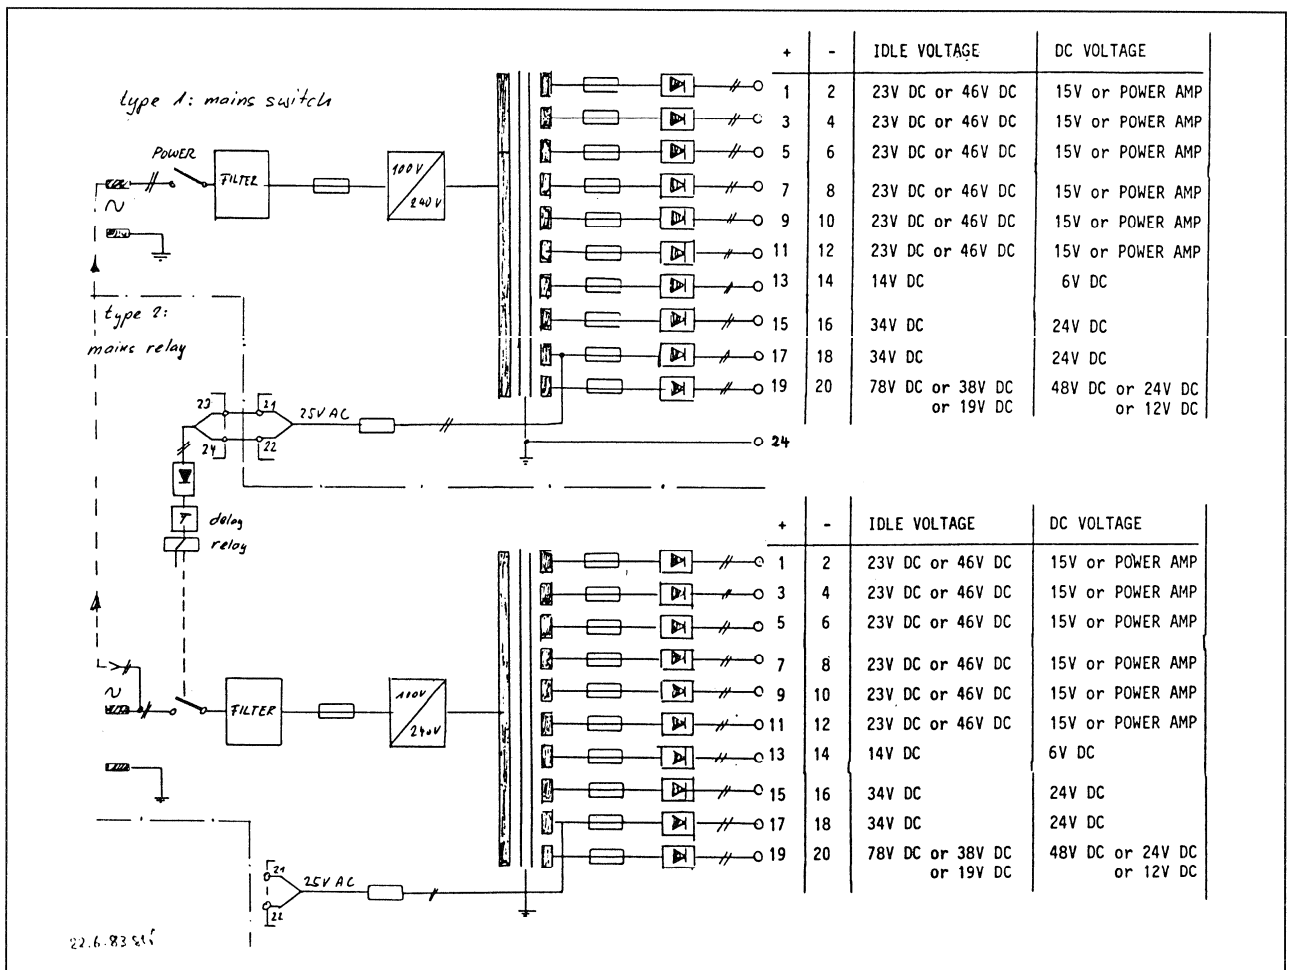 + - IDLE VOLTAGE DC VOLTAGE
type 1: mains switch
1 2 23V DC or 46V DC 15V or POWER AMP
3 4 23V DC or 46V DC 15V or POWER AMP
POWER
5 6 23V DC or 46V DC 15V or POWER AMP
FILTER
100V
240V
7 8 23V DC or 46V DC 15V or POWER AMP
~
9 10 23V DC or 46V DC 15V or POWER AMP
11 12 23V DC or 46V DC 15V or POWER AMP
13 14 14V DC 6V DC
type 2:
mains relay
15 16 34V DC 24V DC
17 18 34V DC 24V DC
19 20 78V DC or 38V DC 48V DC or 24V DC
or 19V DC or 12V DC
23 21
25V AC
24 22
24
T delay
relay
+ - IDLE VOLTAGE DC VOLTAGE
1 2 23V DC or 46V DC 15V or POWER AMP
3 4 23V DC or 46V DC 15V or POWER AMP
5 6 23V DC or 46V DC 15V or POWER AMP
7 8 23V DC or 46V DC 15V or POWER AMP
~
FILTER
100V
240V
9 10 23V DC or 46V DC 15V or POWER AMP
11 12 23V DC or 46V DC 15V or POWER AMP
13 14 14V DC 6V DC
15 16 34V DC 24V DC
17 18 34V DC 24V DC
19 20 78V DC or 38V DC 48V DC or 24V DC
or 19V DC or 12V DC
21
25V AC
22
22.6.83